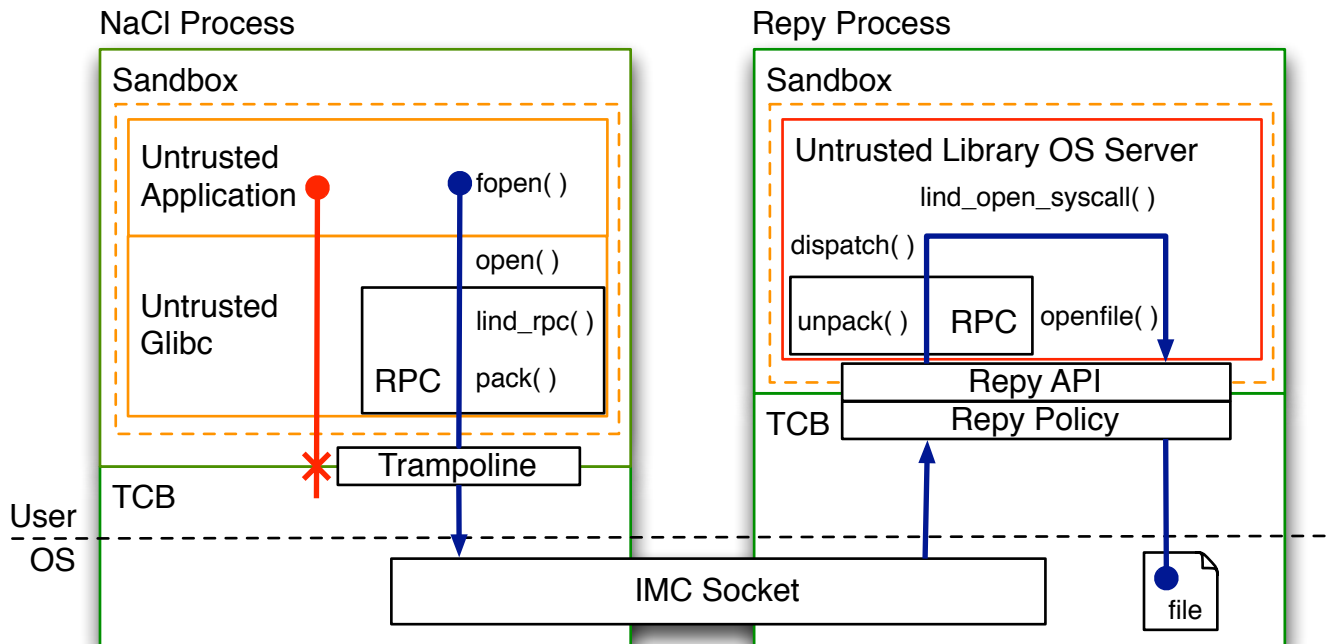 NaCl Process
Sandbox
Untrusted
Application
fopen( )
open( )
Untrusted
Glibc
lind_rpc( )
RPC
pack( )
Trampoline
TCB
User
OS
IMC Socket
Repy Process
Sandbox
Untrusted Library OS Server
lind_open_syscall( )
dispatch( )
unpack( )
RPC
openfile( )
Repy API
Repy Policy
TCB
file